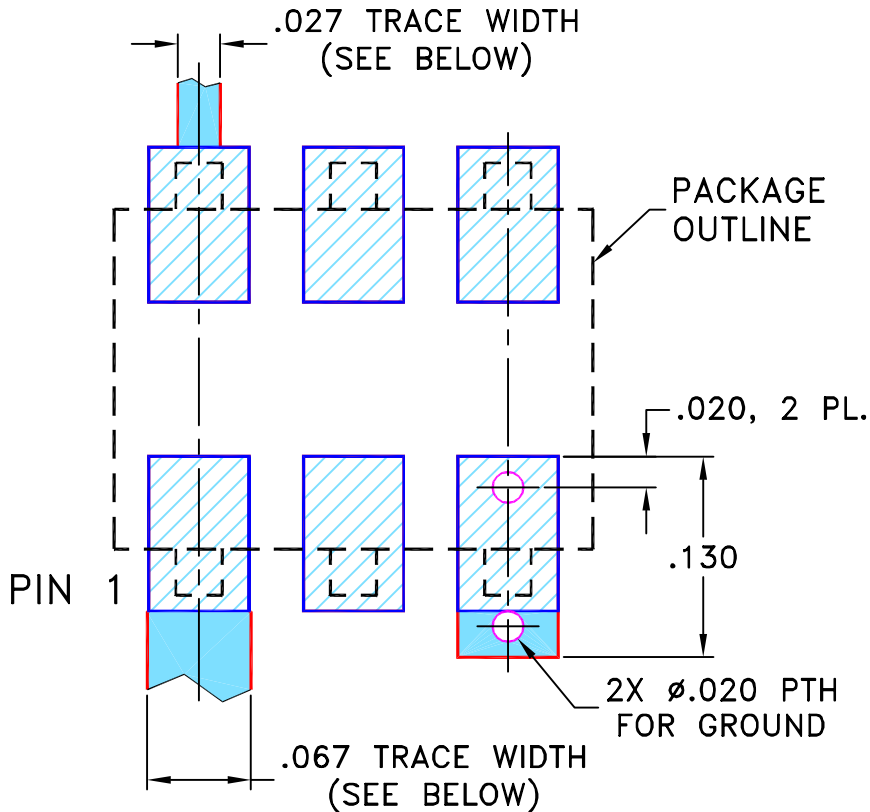 .027 TRACE WIDTH
(SEE BELOW)
PACKAGE
OUTLINE
.020, 2 PL.
.130
PIN 1
2X ø.020 PTH
FOR GROUND
.067 TRACE WIDTH
(SEE BELOW)